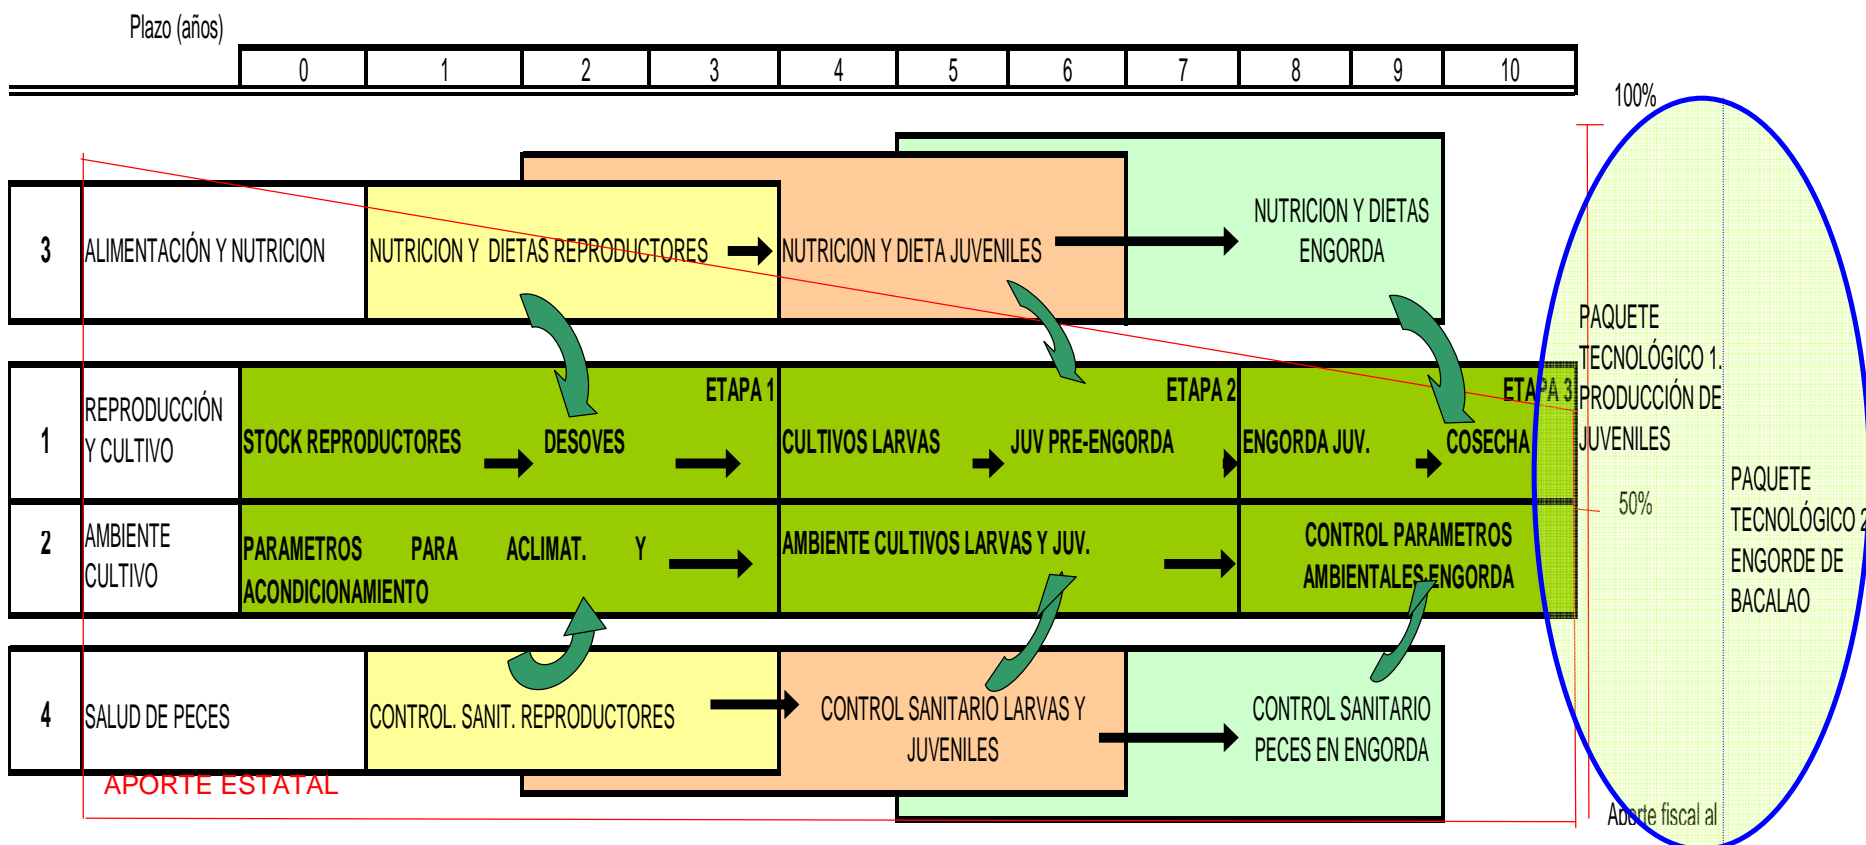 Plazo (años)
0 1 2 3 4 5 6 7 8 9 10
100%
3 ALIMENTACIÓN Y NUTRICION
NUTRICION Y DIETAS REPRODUCTORES
NUTRICION Y DIETA JUVENILES
NUTRICION Y DIETAS
ENGORDA
1 REPRODUCCIÓN
Y CULTIVO
ETAPA 1
STOCK REPRODUCTORES
DESOVES
ETAPA 2
CULTIVOS LARVAS
JUV PRE-ENGORDA
ETAPA 3
ENGORDA JUV.
COSECHA
2 AMBIENTE
CULTIVO
PARAMETROS PARA ACLIMAT. Y
ACONDICIONAMIENTO
AMBIENTE CULTIVOS LARVAS Y JUV.
CONTROL PARAMETROS
AMBIENTALES ENGORDA
4 SALUD DE PECES
CONTROL. SANIT. REPRODUCTORES
CONTROL SANITARIO LARVAS Y
JUVENILES
CONTROL SANITARIO
PECES EN ENGORDA
APORTE ESTATAL
PAQUETE
TECNOLÓGICO 1.
PRODUCCIÓN DE
JUVENILES
50%
PAQUETE
TECNOLÓGICO 2
ENGORDE DE
BACALAO
Aporte fiscal al